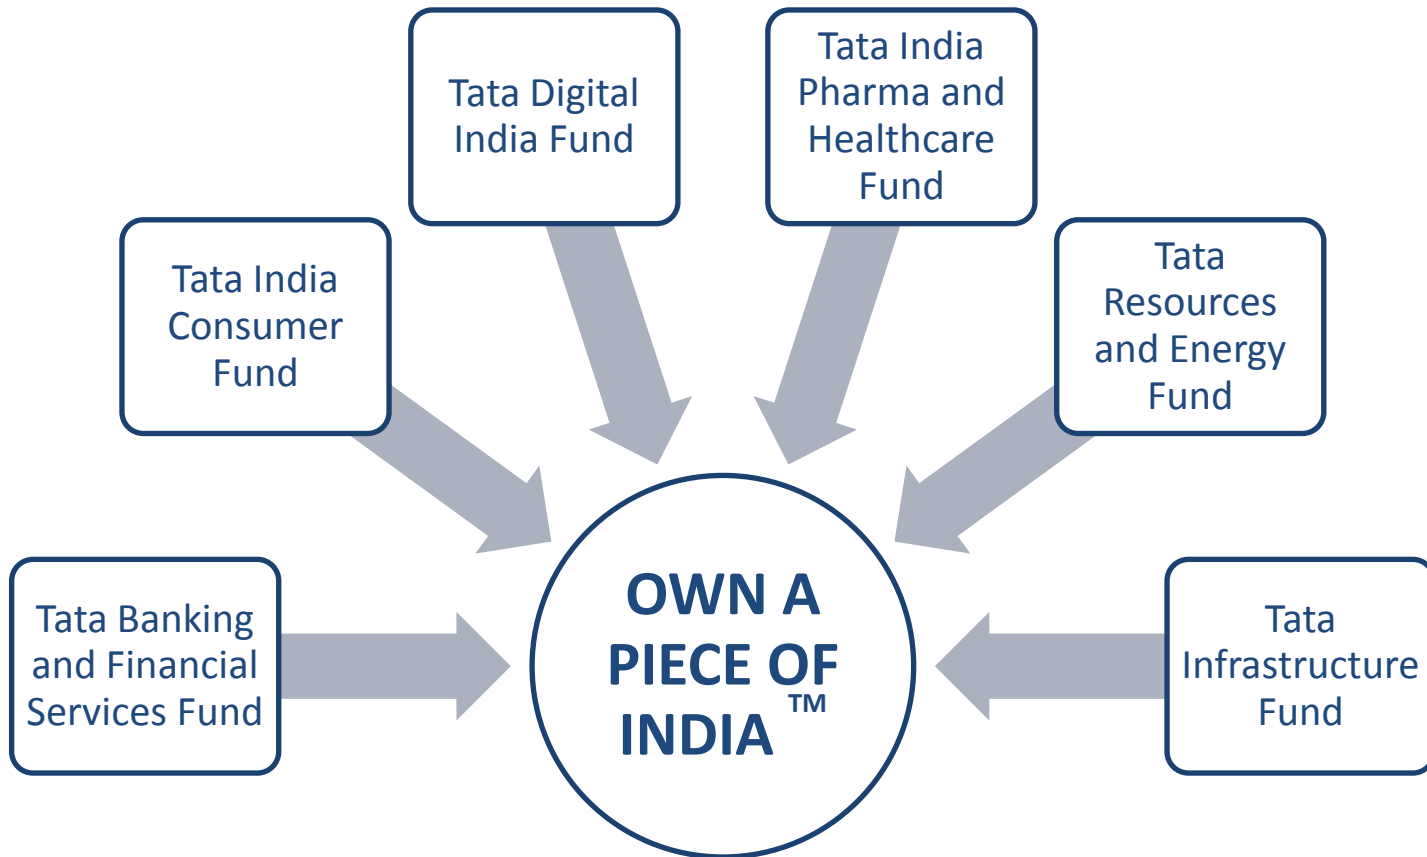 Tata Banking
and Financial
Services Fund
Tata India
Consumer
Fund
Tata Digital
India Fund
Tata India
Pharma and
Healthcare
Fund
Tata
Resources
and Energy
Fund
Tata
Infrastructure
Fund
OWN A
PIECE OF
INDIA ™